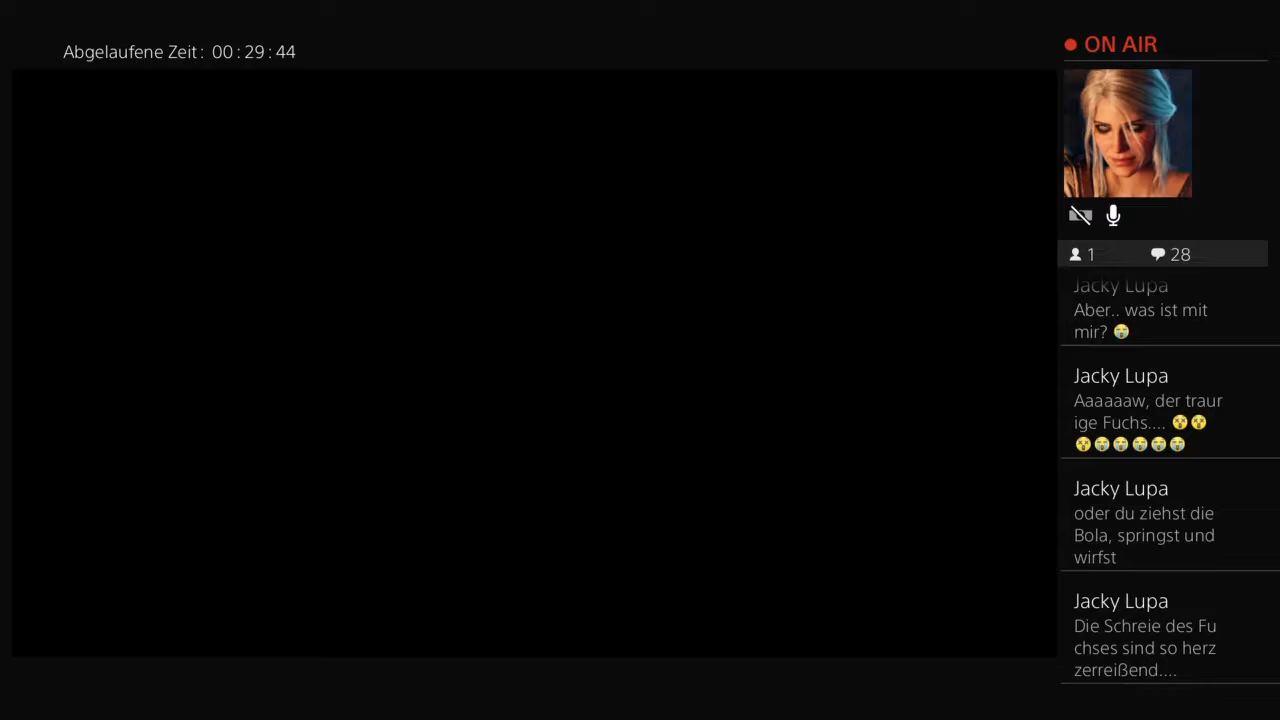 Abgelaufene Zeit: 00:29:44
ON AIR
1 28
Jacky Lupa
Aber.. was ist mit
mir? 😭
Jacky Lupa
Aaaaaaw, der traur
ige Fuchs.... 😵😵
😵😭😭😭😭😭
Jacky Lupa
oder du ziehst die
Bola, springst und
wirfst
Jacky Lupa
Die Schreie des Fu
chses sind so herz
zerreißend....